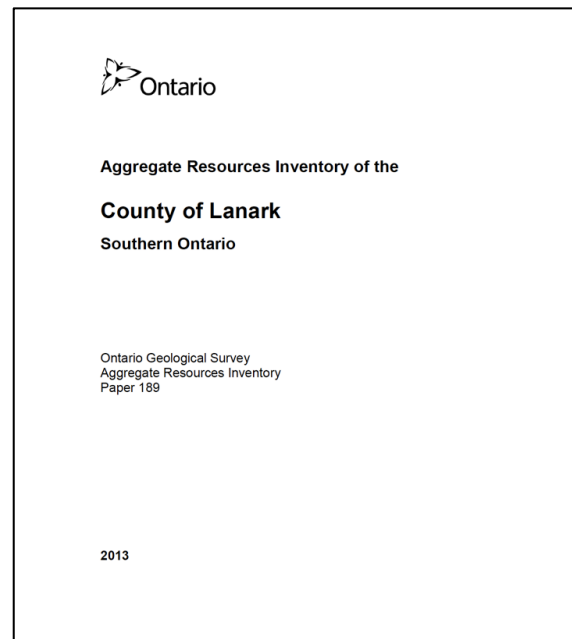 Ontario
Aggregate Resources Inventory of the
County of Lanark
Southern Ontario
Ontario Geological Survey
Aggregate Resources Inventory
Paper 189
2013